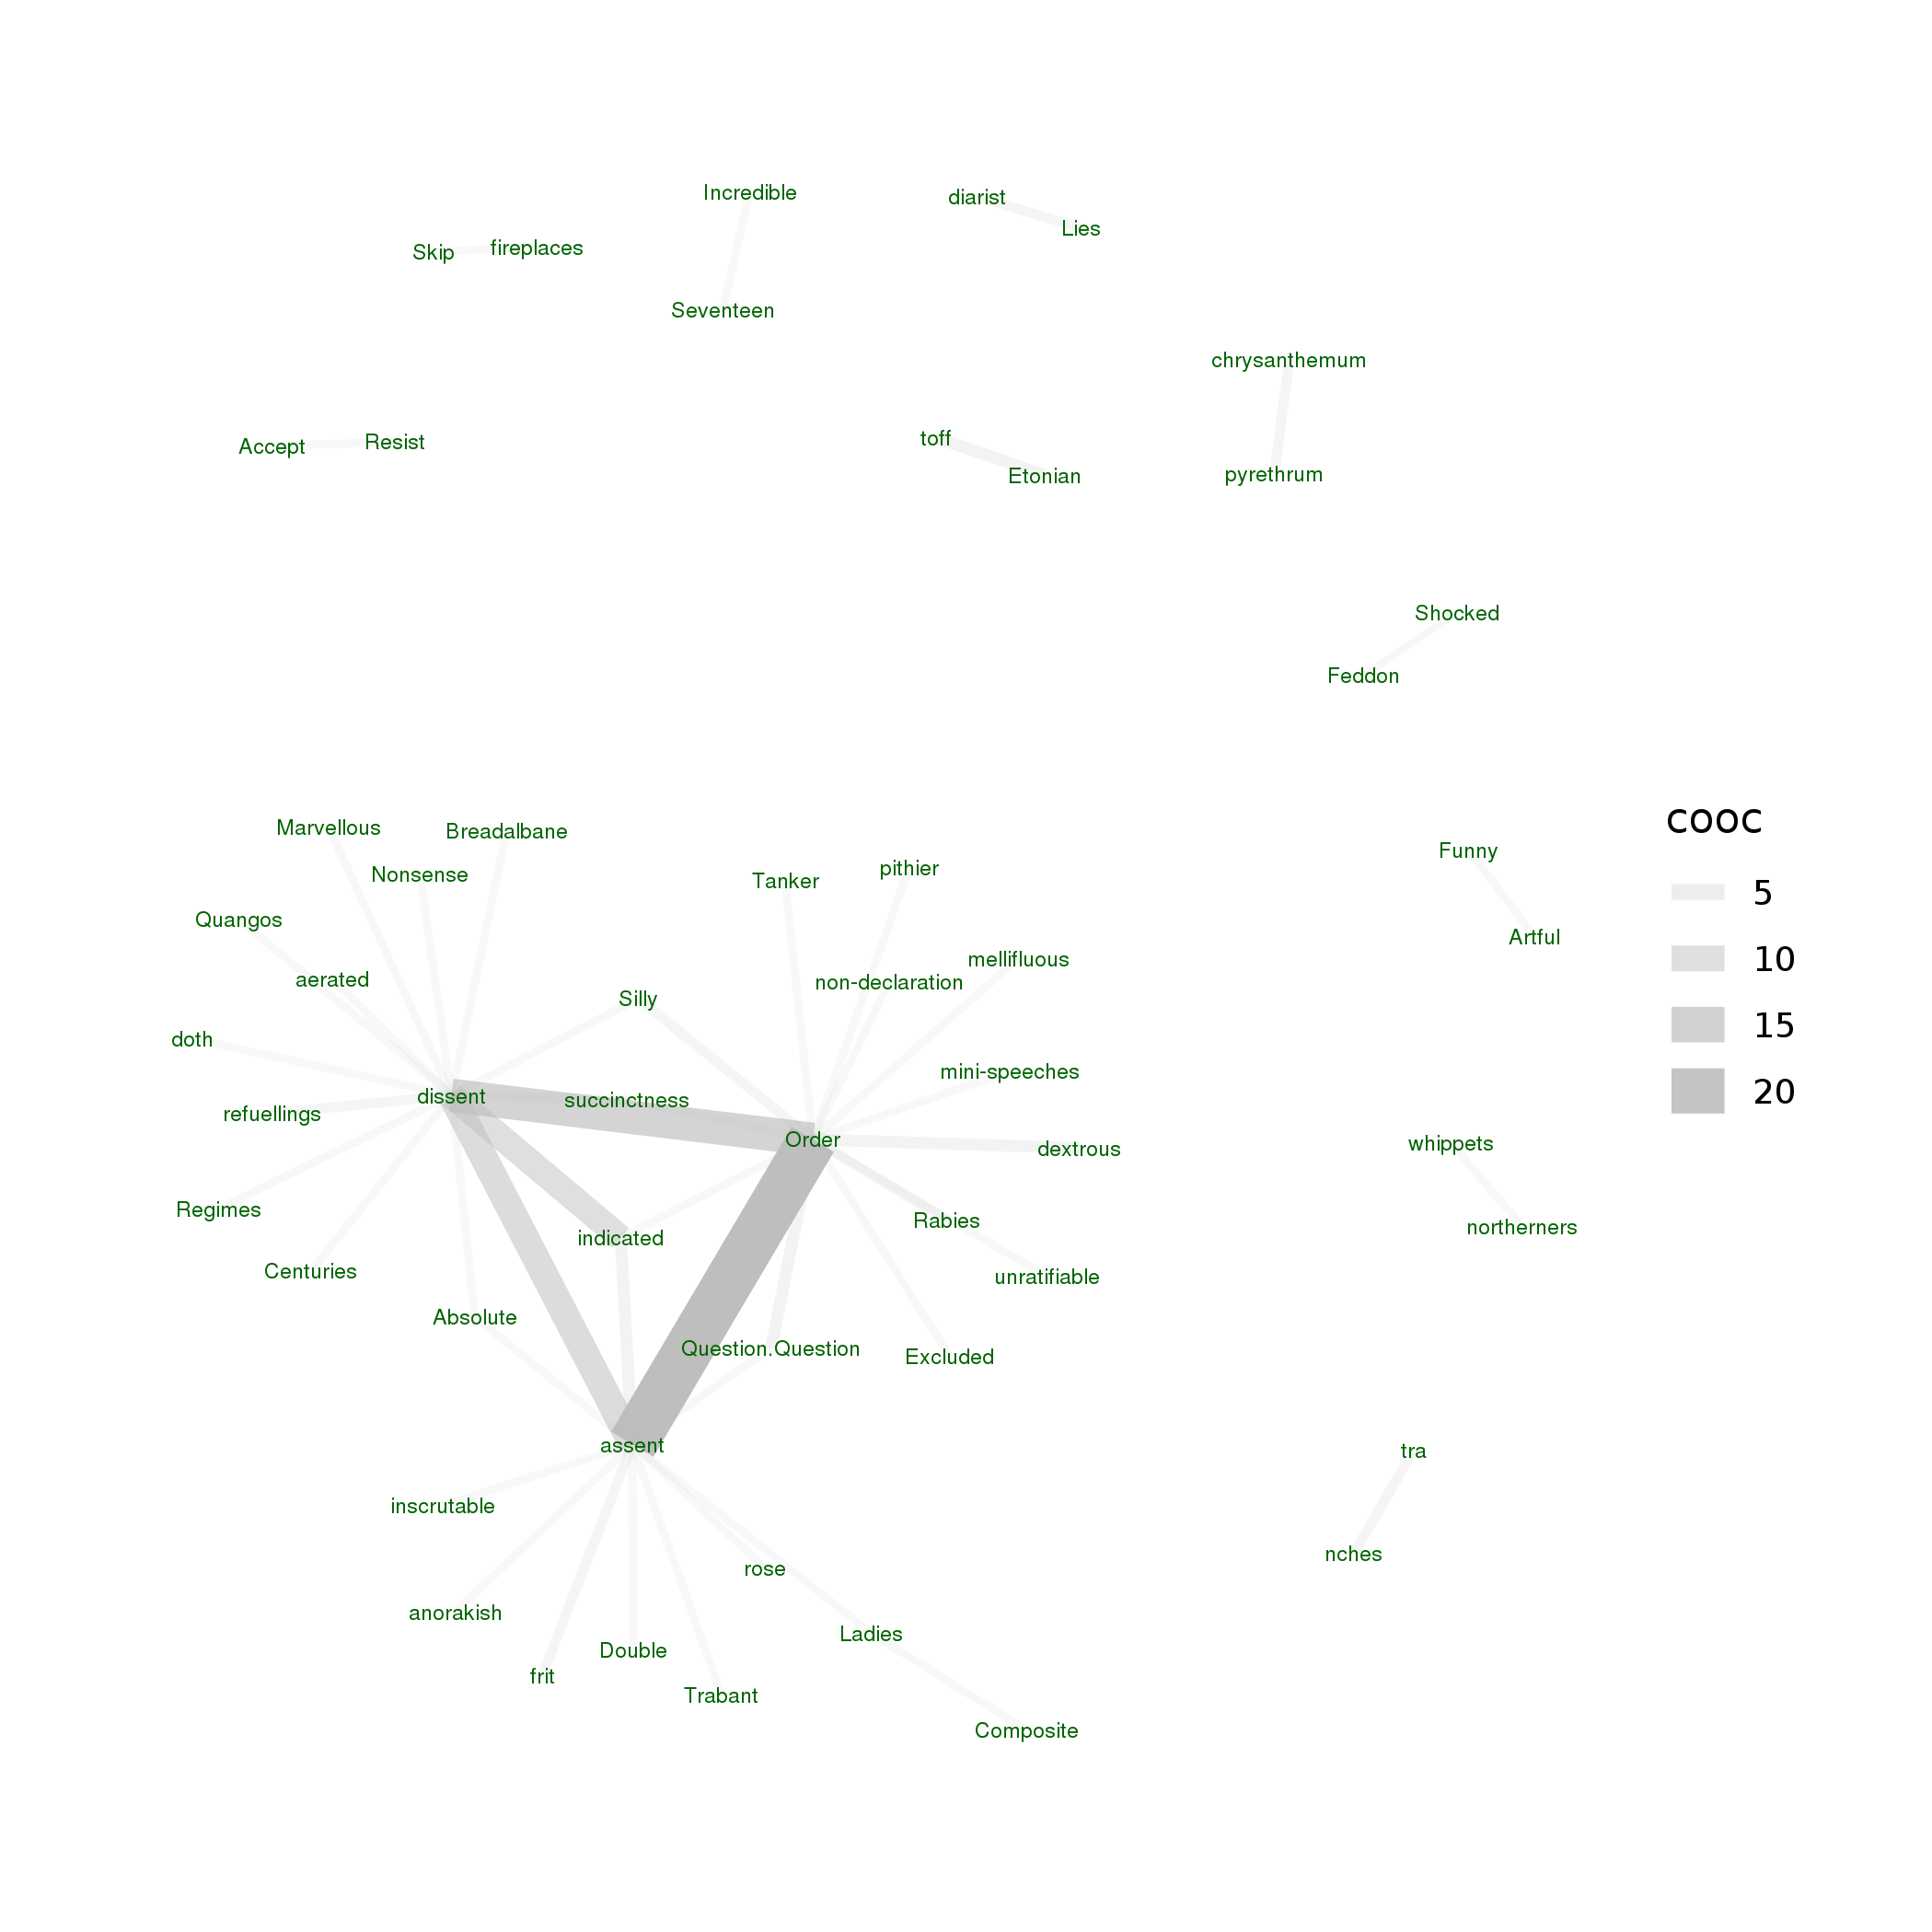 Incredible
diarist
Lies
Skip
fireplaces
Seventeen
chrysanthemum
Accept
Resist
toff
Etonian
pyrethrum
Shocked
Feddon
cooc
5
10
15
20
Marvellous
Breadalbane
Nonsense
Tanker
pithier
Funny
Quangos
Artful
aerated
mellifluous
non-declaration
Silly
doth
mini-speeches
dissent
succinctness
refuellings
Order
dextrous
whippets
Regimes
indicated
Rabies
northerners
Centuries
unratifiable
Absolute
Question.Question
Excluded
assent
tra
inscrutable
nches
rose
anorakish
Ladies
Double
frit
Trabant
Composite